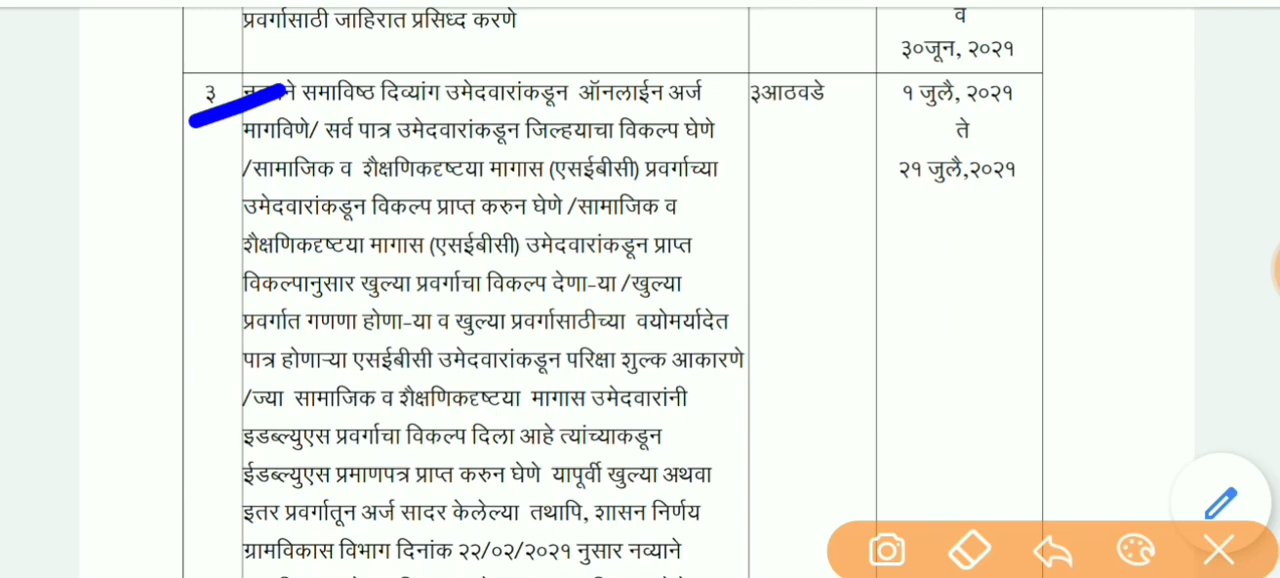 प्रवर्गासाठी जाहिरात प्रसिध्द करणे
व
३०जून, २०२१
३
समाविष्ठ दिव्यांग उमेदवारांकडून ऑनलाईन अर्ज
मागविणे/ सर्व पात्र उमेदवारांकडून जिल्हयाचा विकल्प घेणे
/सामाजिक व शैक्षणिकदृष्टया मागास (एसईबीसी) प्रवर्गाच्या
उमेदवारांकडून विकल्प प्राप्त करुन घेणे /सामाजिक व
शैक्षणिकदृष्टया मागास (एसईबीसी) उमेदवारांकडून प्राप्त
विकल्पानुसार खुल्या प्रवर्गाचा विकल्प देणा-या /खुल्या
प्रवर्गात गणणा होणा-या व खुल्या प्रवर्गासाठीच्या वयोमर्यादेत
पात्र होणाऱ्या एसईबीसी उमेदवारांकडून परिक्षा शुल्क आकारणे
/ज्या सामाजिक व शैक्षणिकदृष्टया मागास उमेदवारांनी
इडब्ल्युएस प्रवर्गाचा विकल्प दिला आहे त्यांच्याकडून
ईडब्ल्युएस प्रमाणपत्र प्राप्त करुन घेणे यापूर्वी खुल्या अथवा
इतर प्रवर्गातून अर्ज सादर केलेल्या तथापि, शासन निर्णय
ग्रामविकास विभाग दिनांक २२/०२/२०२१ नुसार नव्याने
३आठवडे
१ जुलै, २०२१
ते
२१ जुलै,२०२१